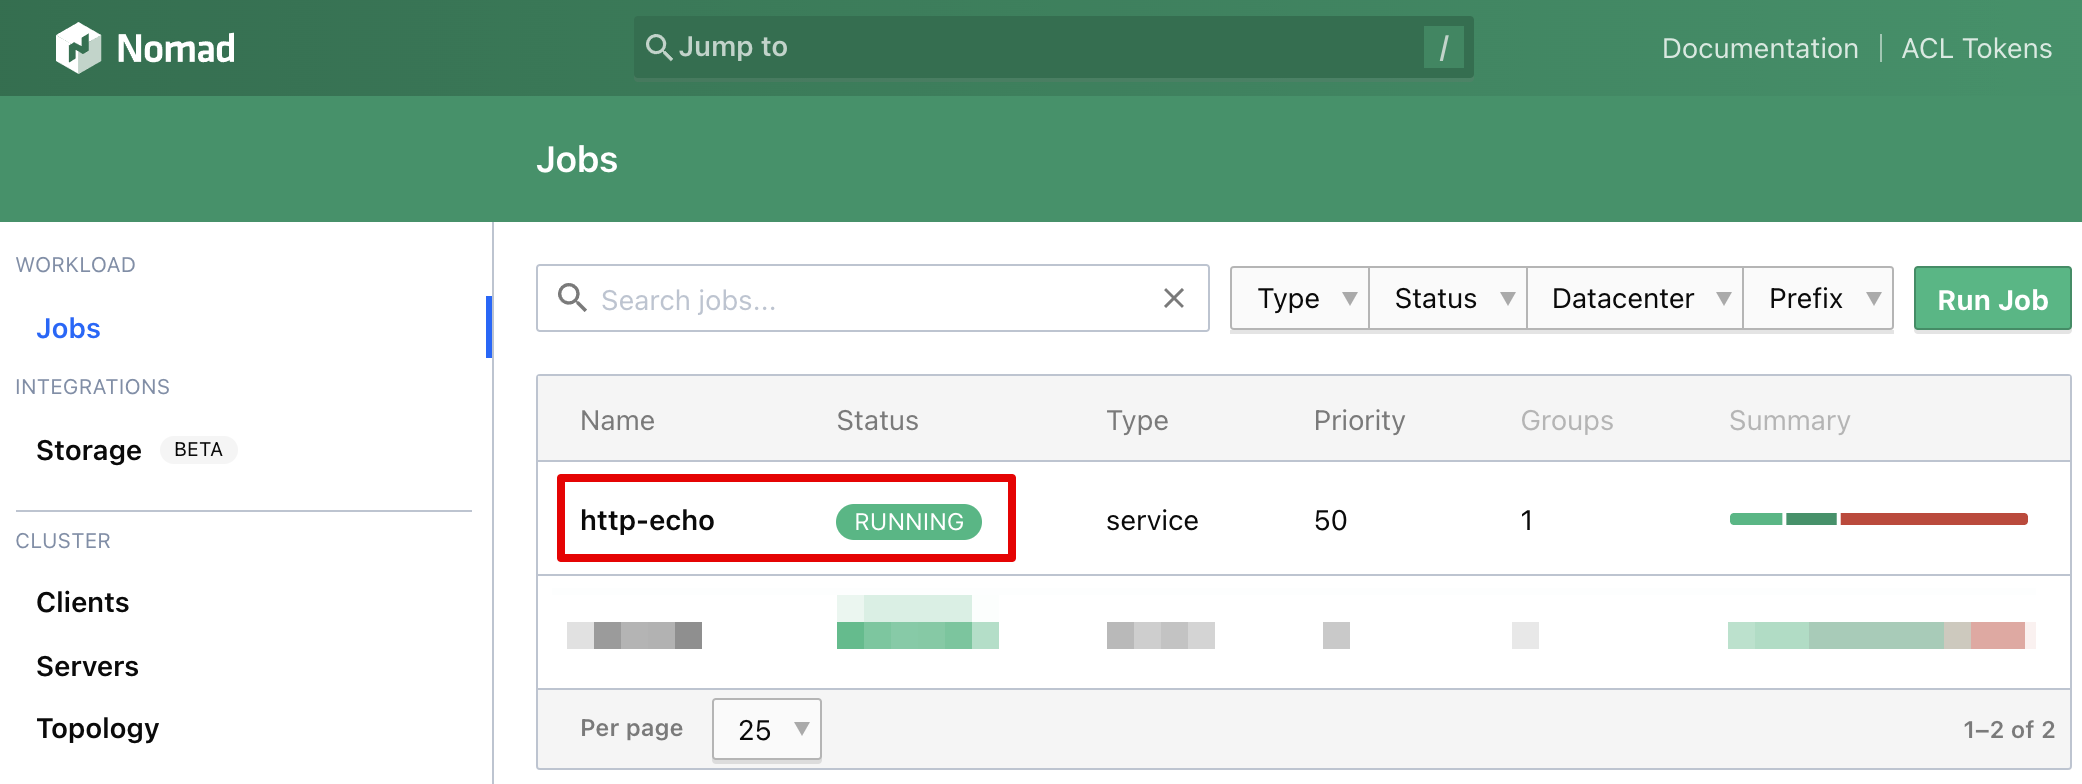 Nomad
Jump to /
Documentation | ACL Tokens
Jobs
WORKLOAD
Jobs
INTEGRATIONS
Storage BETA
CLUSTER
Clients
Servers
Topology
Search jobs...
Type Status Datacenter Prefix Run Job
Name Status Type Priority Groups Summary
http-echo RUNNING service 50 1
Per page 25 1–2 of 2